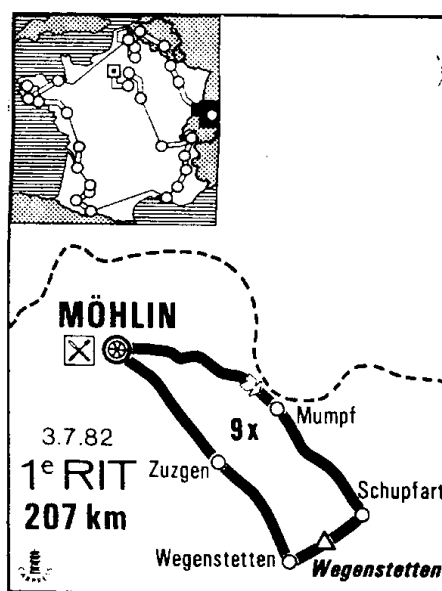 MÖHLIN
Mumpf
9x
3.7.82
1e RIT
207 km
Zuzgen
Schupfart
Wegenstetten
Wegenstetten